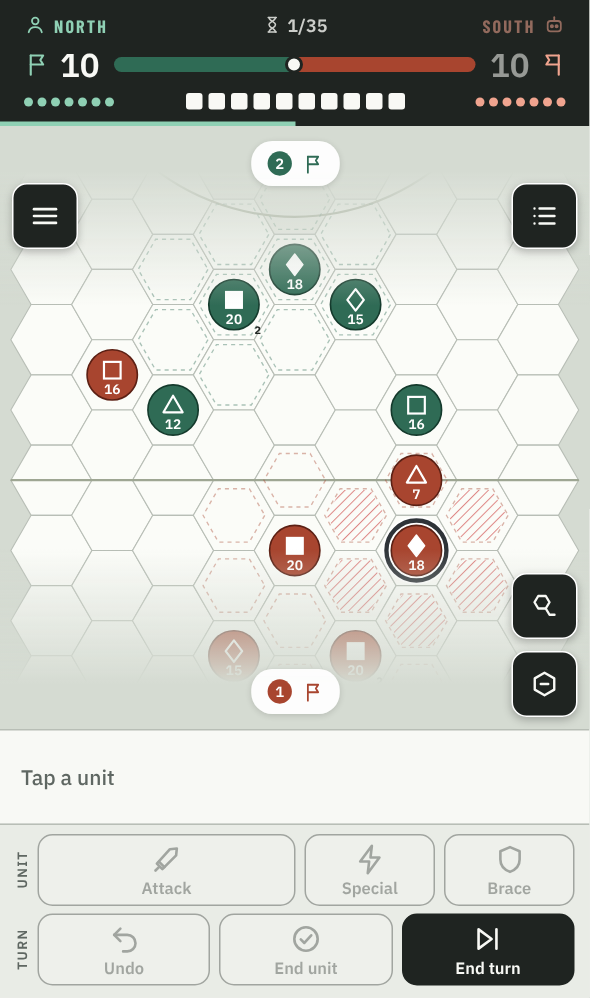 NORTH
1/35
SOUTH
10
10
2
18
20
15
2
16
12
16
7
20
18
15
20
1
Tap a unit
UNIT
Attack
Special
Brace
TURN
Undo
End unit
End turn